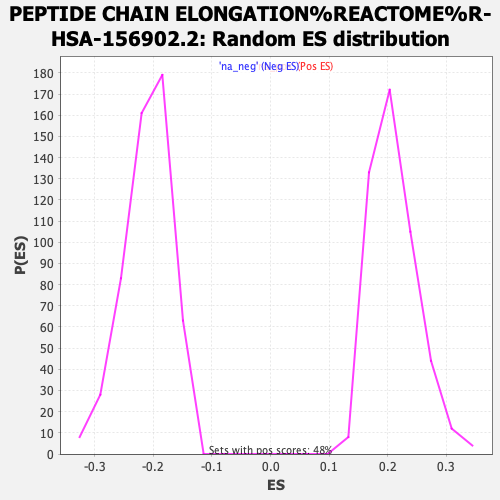 PEPTIDE CHAIN ELONGATION%REACTOME%R-
HSA-156902.2: Random ES distribution
'na_neg' (Neg ES)(Pos ES)
180
170
160
150
140
130
120
110
100
90
80
70
60
50
40
30
20
10
0
P(ES)
Sets with pos scores: 48%
-0.3 -0.2 -0.1 0.0 0.1 0.2 0.3
ES